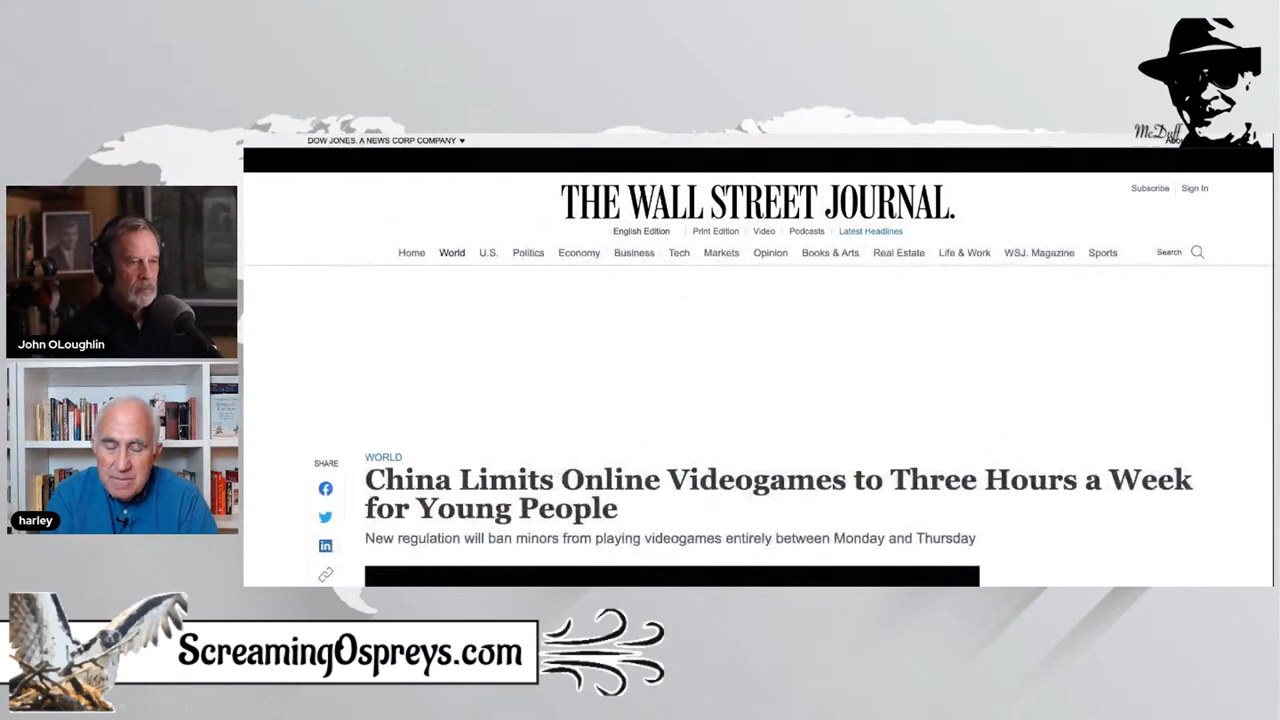 McDuff
DOW JONES, A NEWS CORP COMPANY
THE WALL STREET JOURNAL.
Subscribe Sign In
English Edition Print Edition Video Podcasts Latest Headlines
Home World U.S. Politics Economy Business Tech Markets Opinion Books & Arts Real Estate Life & Work WSJ. Magazine Sports Search
John OLoughlin
harley
SHARE
WORLD
China Limits Online Videogames to Three Hours a Week
for Young People
New regulation will ban minors from playing videogames entirely between Monday and Thursday
ScreamingOspreys.com